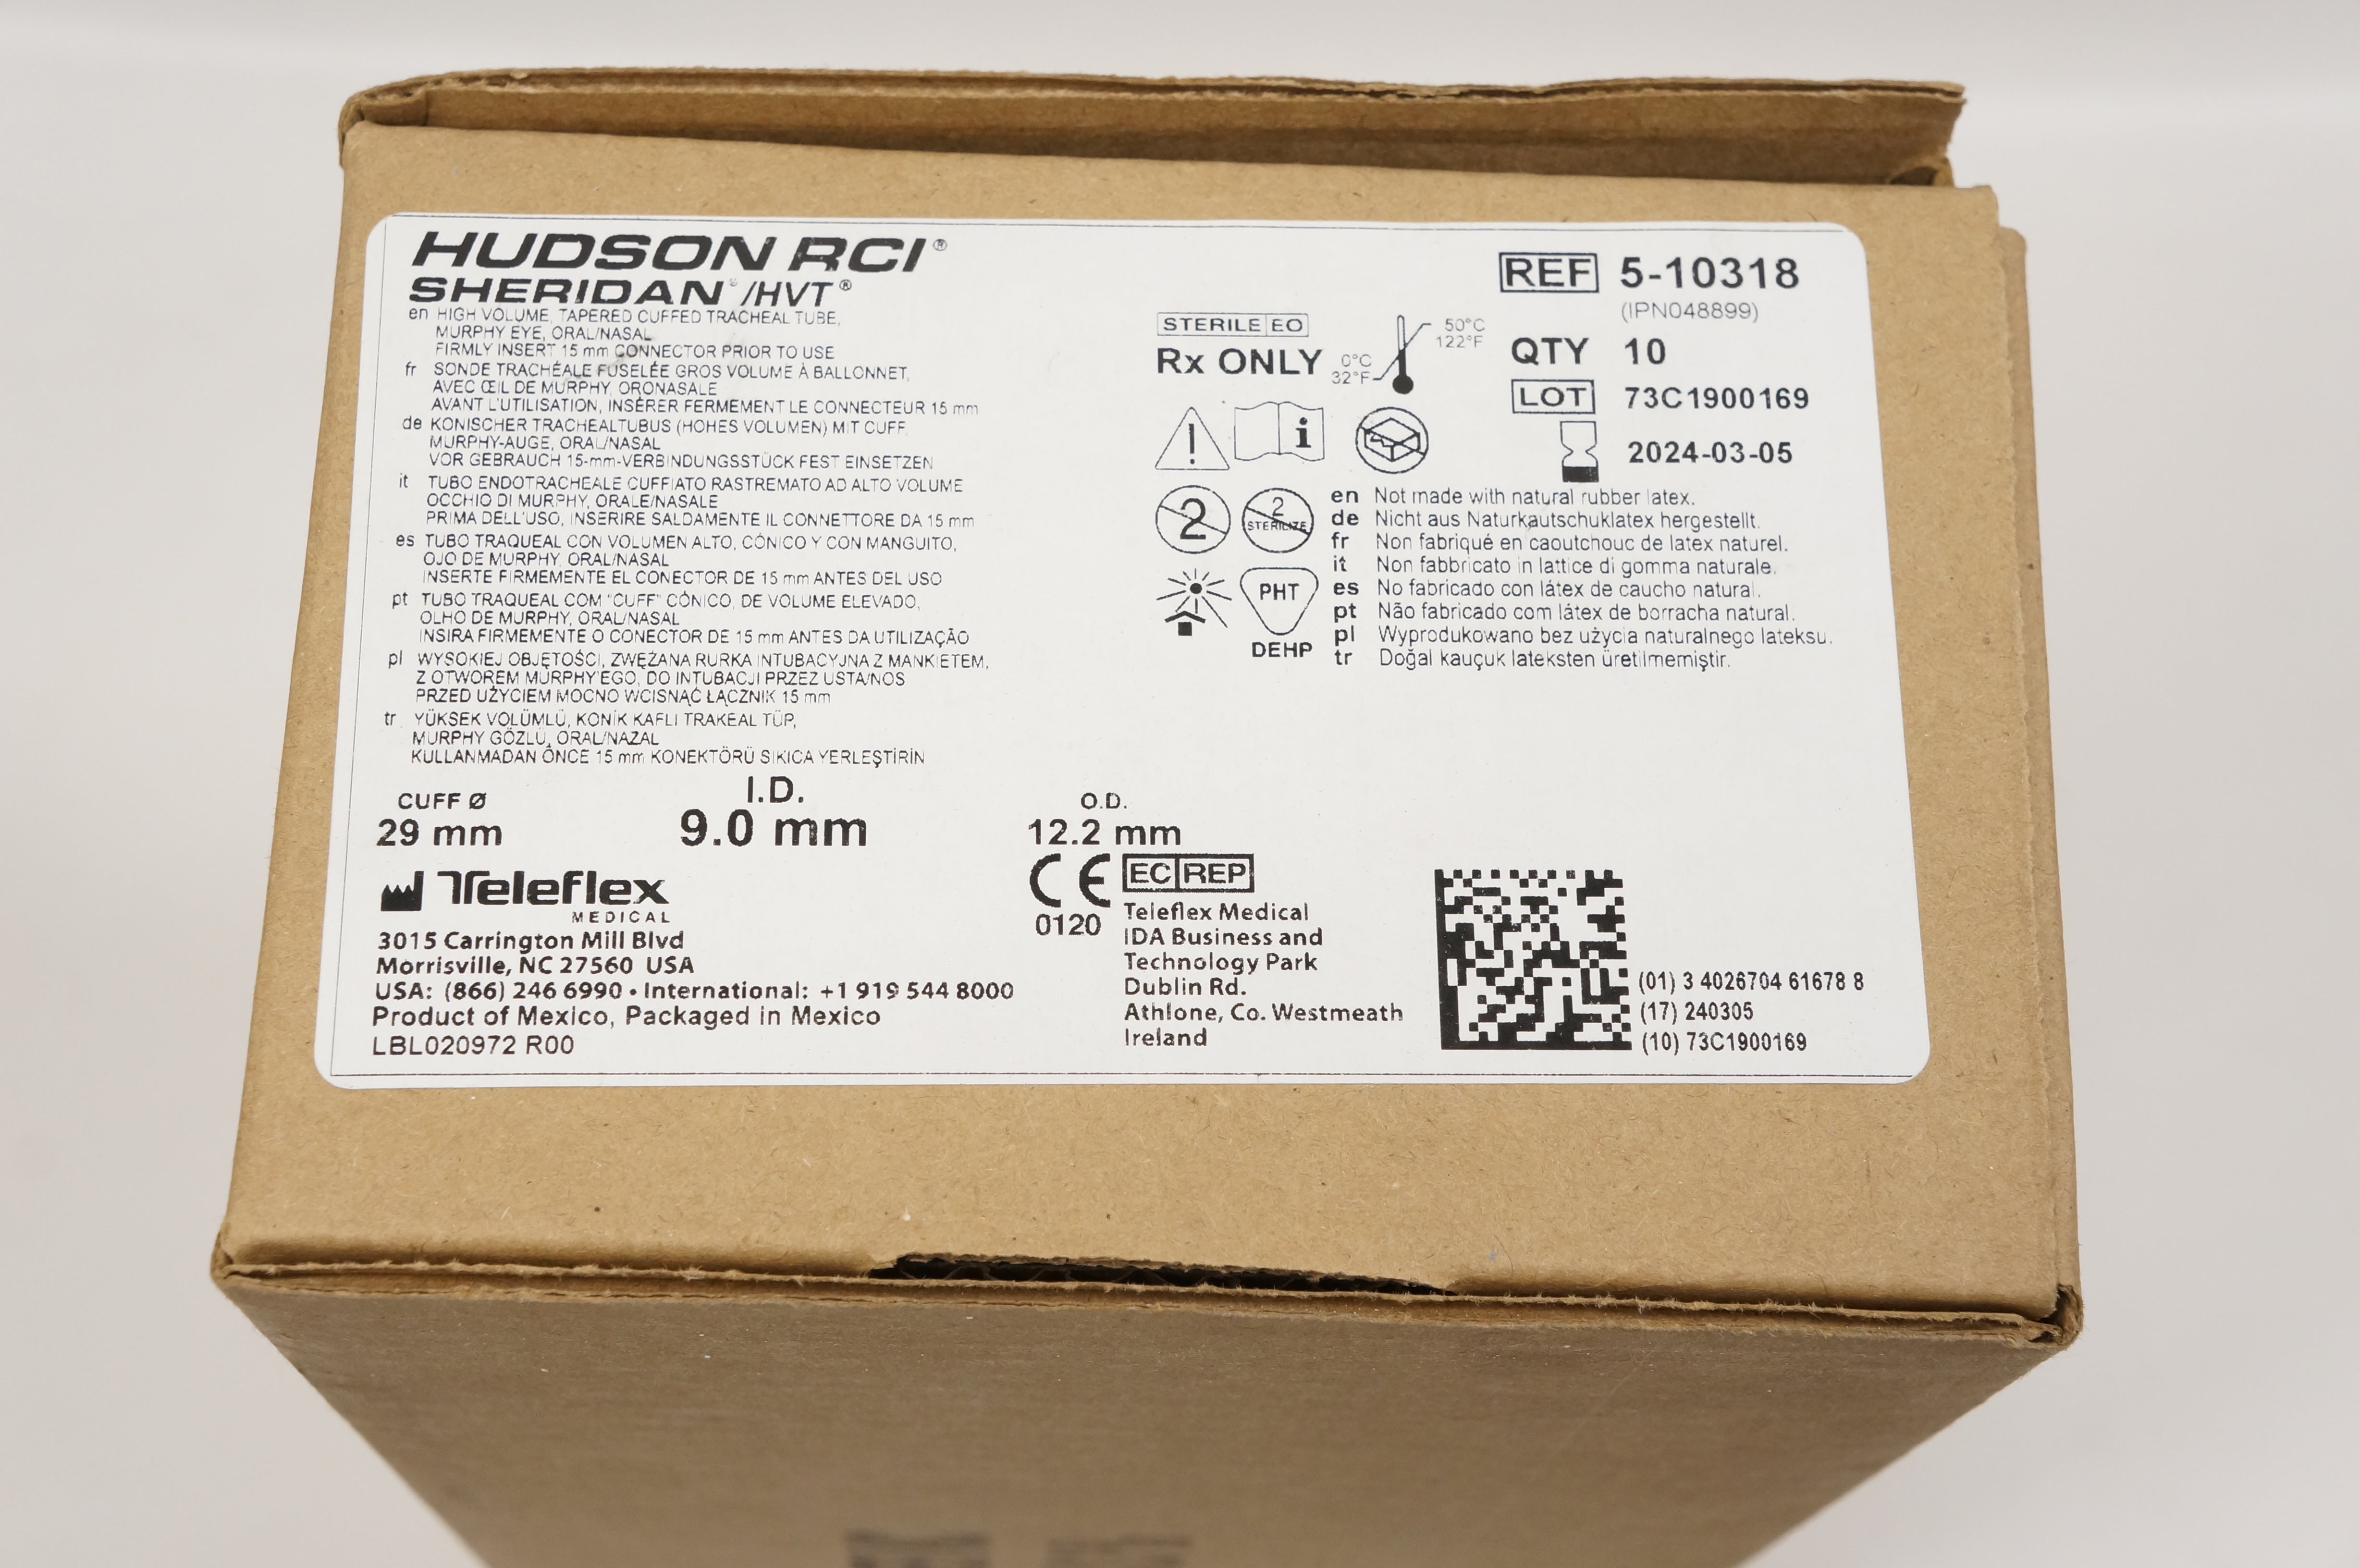 HUDSON RCI®
SHERIDAN®/HVT®
en HIGH VOLUME, TAPERED CUFFED TRACHEAL TUBE,
MURPHY EYE, ORAL/NASAL
FIRMLY INSERT 15 mm CONNECTOR PRIOR TO USE
fr SONDE TRACHÉALE FUSELÉE GROS VOLUME À BALLONNET,
AVEC ŒIL DE MURPHY, ORONASALE
AVANT L'UTILISATION, INSÉRER FERMEMENT LE CONNECTEUR 15 mm
de KONISCHER TRACHEALTUBUS (HOHES VOLUMEN) MIT CUFF,
MURPHY-AUGE, ORAL/NASAL
VOR GEBRAUCH 15-mm-VERBINDUNGSSTÜCK FEST EINSETZEN
it TUBO ENDOTRACHEALE CUFFIATO RASTREMATO AD ALTO VOLUME
OCCHIO DI MURPHY, ORALE/NASALE
PRIMA DELL'USO, INSERIRE SALDAMENTE IL CONNETTORE DA 15 mm
es TUBO TRAQUEAL CON VOLUMEN ALTO, CÓNICO Y CON MANGUITO,
OJO DE MURPHY, ORAL/NASAL
INSERTE FIRMEMENTE EL CONECTOR DE 15 mm ANTES DEL USO
pt TUBO TRAQUEAL COM "CUFF" CÓNICO, DE VOLUME ELEVADO,
OLHO DE MURPHY, ORAL/NASAL
INSIRA FIRMEMENTE O CONECTOR DE 15 mm ANTES DA UTILIZAÇÃO
pl WYSOKIEJ OBJĘTOŚCI, ZWĘŻANA RURKA INTUBACYJNA Z MANKIETEM,
Z OTWOREM MURPHY'EGO, DO INTUBACJI PRZEZ USTA/NOS
PRZED UŻYCIEM MOCNO WCISNĄĆ ŁĄCZNIK 15 mm
tr YÜKSEK VOLÜMLÜ, KONİK KAFLI TRAKEAL TÜP,
MURPHY GÖZLÜ, ORAL/NAZAL
KULLANMADAN ÖNCE 15 mm KONEKTÖRÜ SIKICA YERLEŞTİRİN
CUFF Ø
29 mm
I.D.
9.0 mm
O.D.
12.2 mm
STERILE EO
Rx ONLY
0°C
32°F
50°C
122°F
REF 5-10318
(IPN048899)
QTY 10
LOT 73C1900169
2024-03-05
2
2
STERILIZE
PHT
DEHP
en Not made with natural rubber latex.
de Nicht aus Naturkautschuklatex hergestellt.
fr Non fabriqué en caoutchouc de latex naturel.
it Non fabbricato in lattice di gomma naturale.
es No fabricado con látex de caucho natural.
pt Não fabricado com látex de borracha natural.
pl Wyprodukowano bez użycia naturalnego lateksu.
tr Doğal kauçuk lateksten üretilmemiştir.
Teleflex
MEDICAL
3015 Carrington Mill Blvd
Morrisville, NC 27560 USA
USA: (866) 246 6990 • International: +1 919 544 8000
Product of Mexico, Packaged in Mexico
LBL020972 R00
CE
0120
EC REP
Teleflex Medical
IDA Business and
Technology Park
Dublin Rd.
Athlone, Co. Westmeath
Ireland
(01) 3 4026704 61678 8
(17) 240305
(10) 73C1900169